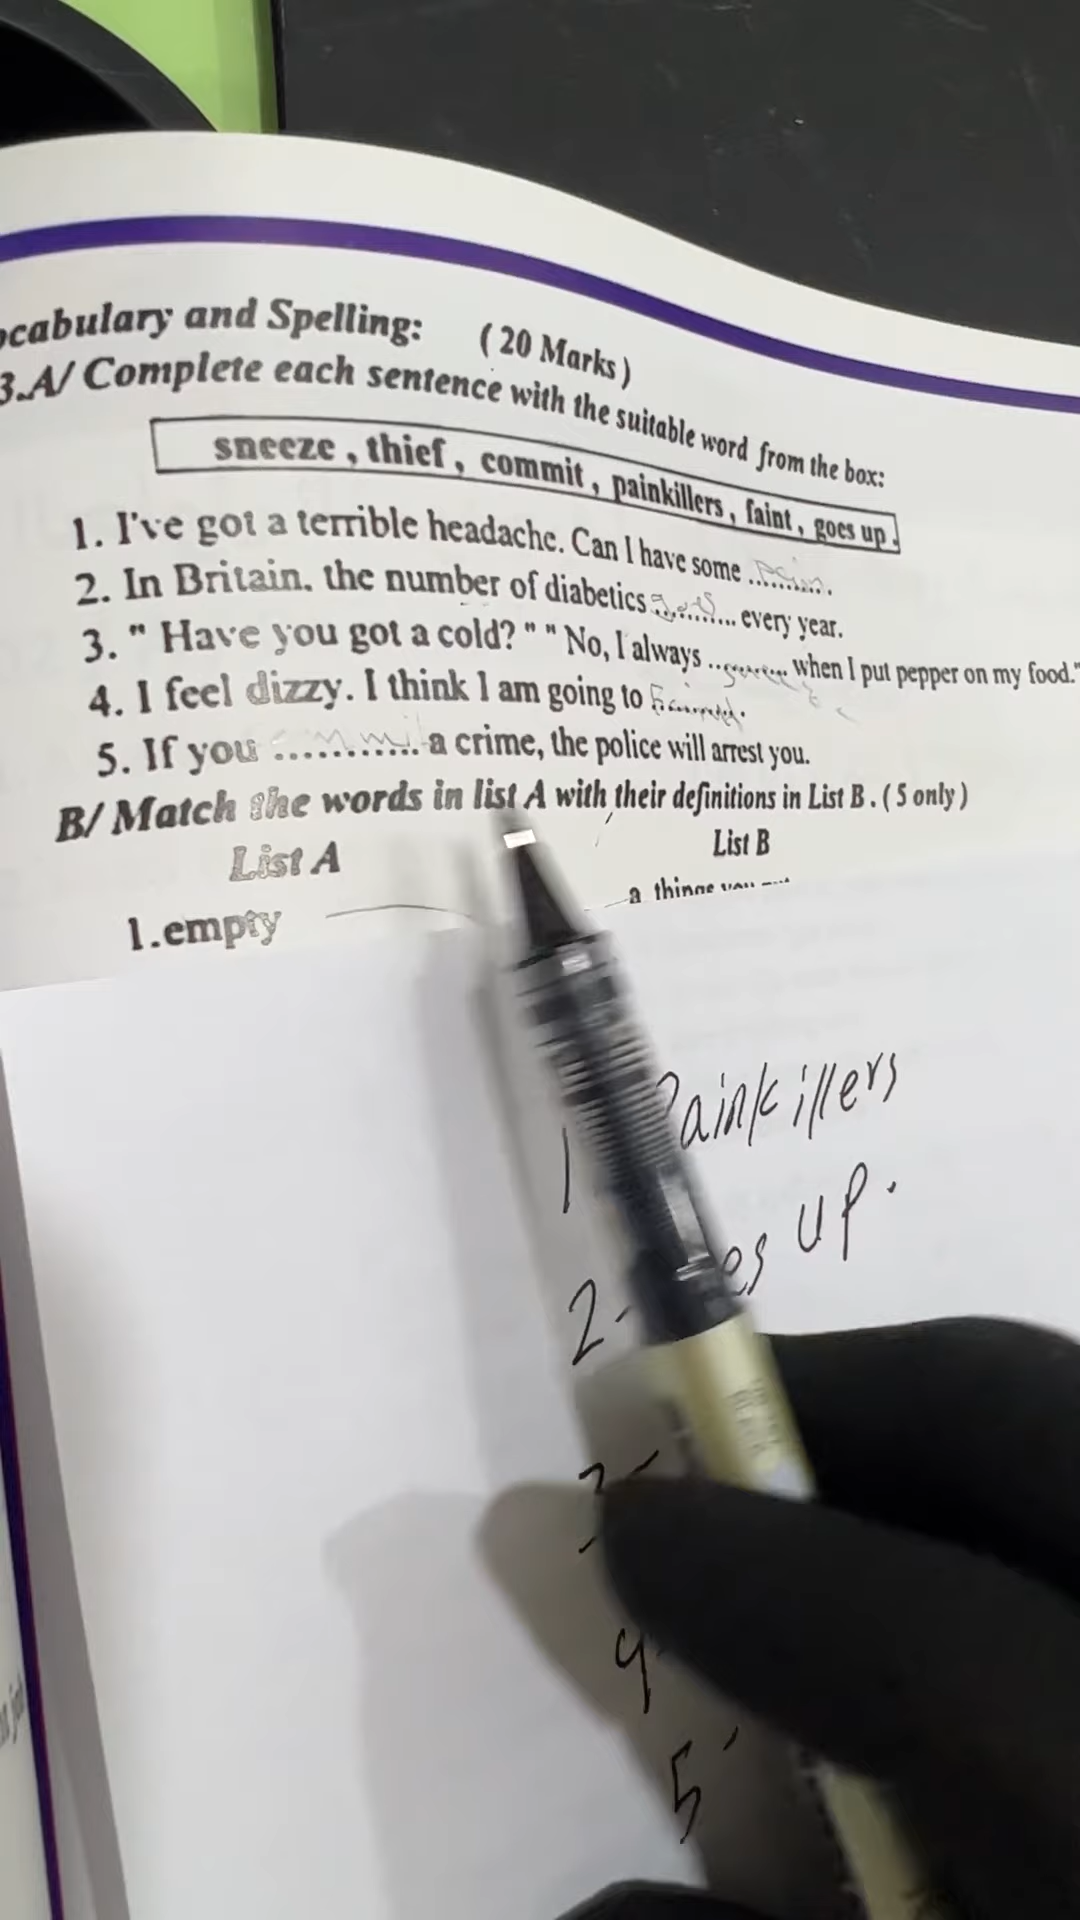 ocabulary and Spelling: ( 20 Marks )
3.A/ Complete each sentence with the suitable word from the box:
sneeze , thief , commit , painkillers , faint , goes up .
1. I've got a terrible headache. Can I have some ........... .
2. In Britain. the number of diabetics ........... every year.
3. " Have you got a cold? " " No, I always ........... when I put pepper on my food."
4. I feel dizzy. I think I am going to ........... .
5. If you ........... a crime, the police will arrest you.
B/ Match the words in list A with their definitions in List B . ( 5 only )
List A List B
1.empty a things you
1 Painkillers
2- es up.
3-
4-
5-